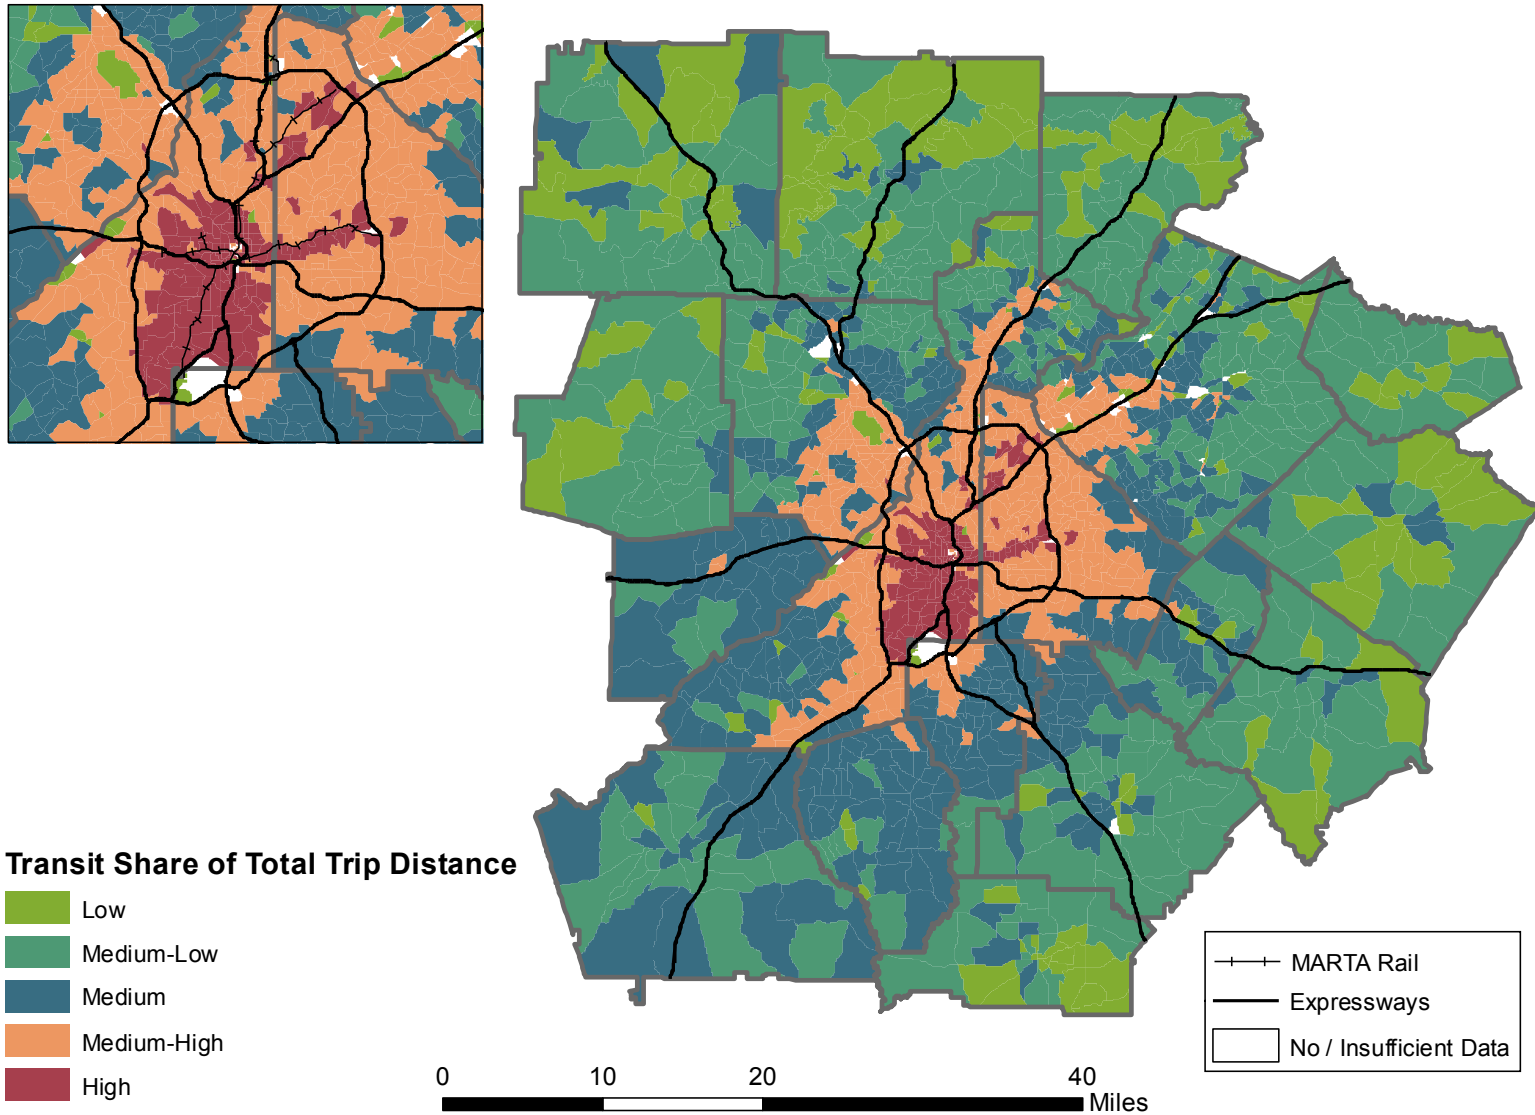 Transit Share of Total Trip Distance
Low
Medium-Low
Medium
Medium-High
High
0 10 20 40
Miles
MARTA Rail
Expressways
No / Insufficient Data